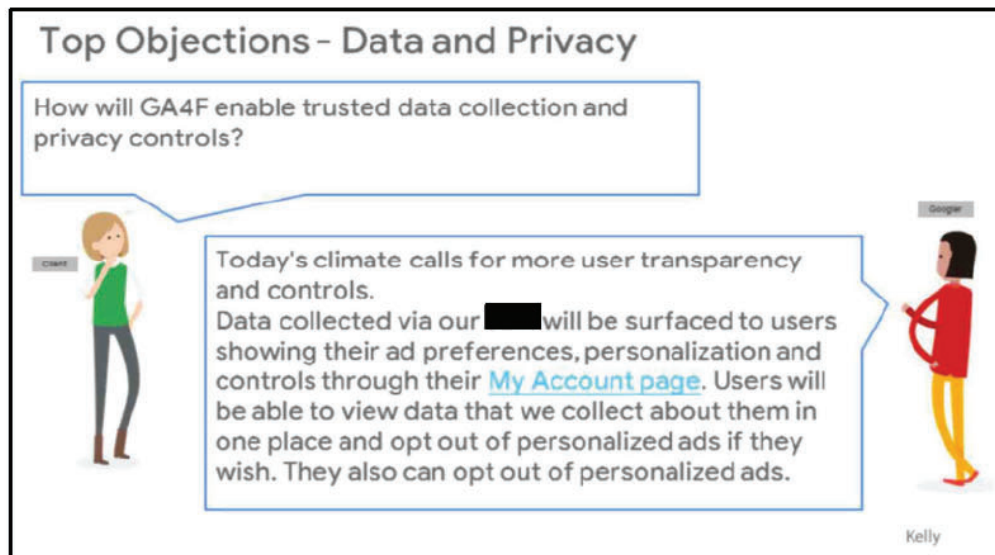 Top Objections - Data and Privacy
How will GA4F enable trusted data collection and
privacy controls?
Googler
Client
Today's climate calls for more user transparency
and controls.
Data collected via our will be surfaced to users
showing their ad preferences, personalization and
controls through their My Account page. Users will
be able to view data that we collect about them in
one place and opt out of personalized ads if they
wish. They also can opt out of personalized ads.
Kelly